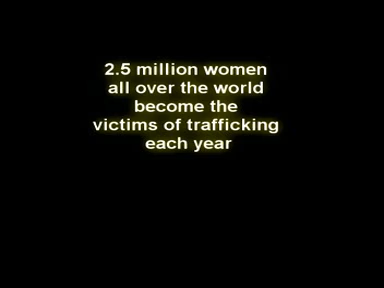 2.5 million women
all over the world
become the
victims of trafficking
each year